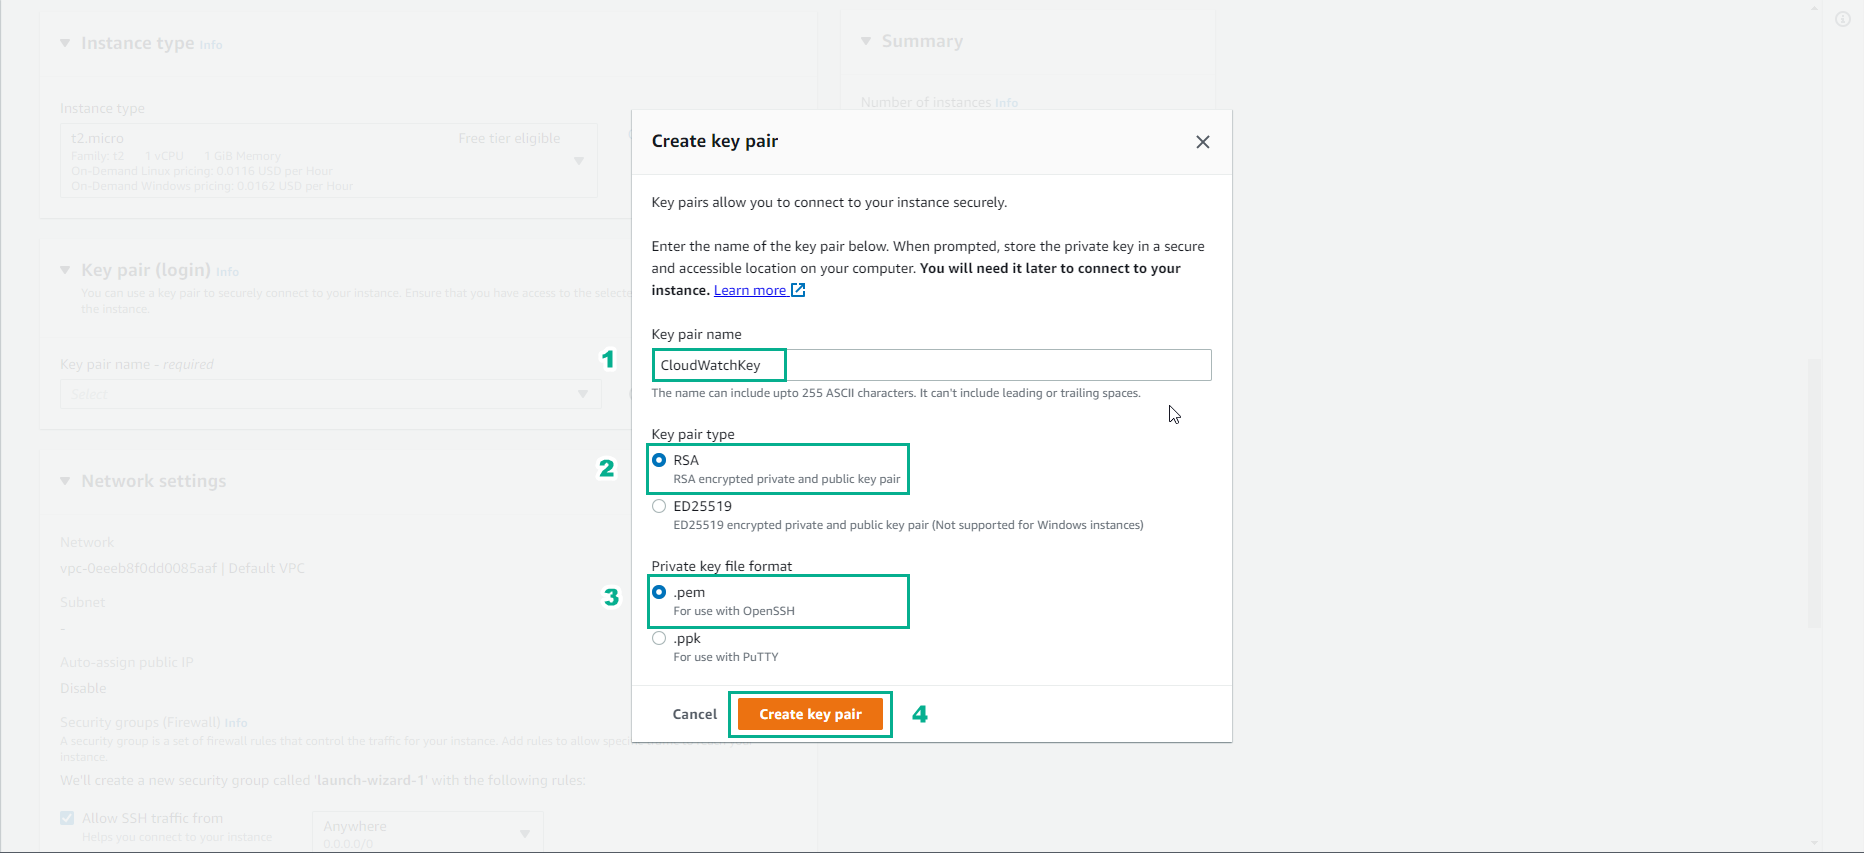 Instance type Info
Instance type
t2.micro Free tier eligible
Family: t2 1 vCPU 1 GiB Memory
On-Demand Linux pricing: 0.0116 USD per Hour
On-Demand Windows pricing: 0.0162 USD per Hour
Key pair (login) Info
You can use a key pair to securely connect to your instance. Ensure that you have access to the selecte
the instance.
Key pair name - required
Select
Network settings
Network
vpc-0eeeb8f0dd0085aaf | Default VPC
Subnet
-
Auto-assign public IP
Disable
Security groups (Firewall) Info
A security group is a set of firewall rules that control the traffic for your instance. Add rules to allow specific
instance.
We'll create a new security group called 'launch-wizard-1' with the following rules:
Allow SSH traffic from
Helps you connect to your instance
Anywhere
0.0.0.0/0
Summary
Number of instances Info
Create key pair
Key pairs allow you to connect to your instance securely.
Enter the name of the key pair below. When prompted, store the private key in a secure
and accessible location on your computer. You will need it later to connect to your
instance. Learn more
Key pair name
1
CloudWatchKey
The name can include upto 255 ASCII characters. It can't include leading or trailing spaces.
Key pair type
2
RSA
RSA encrypted private and public key pair
ED25519
ED25519 encrypted private and public key pair (Not supported for Windows instances)
Private key file format
3
.pem
For use with OpenSSH
.ppk
For use with PuTTY
Cancel
Create key pair
4